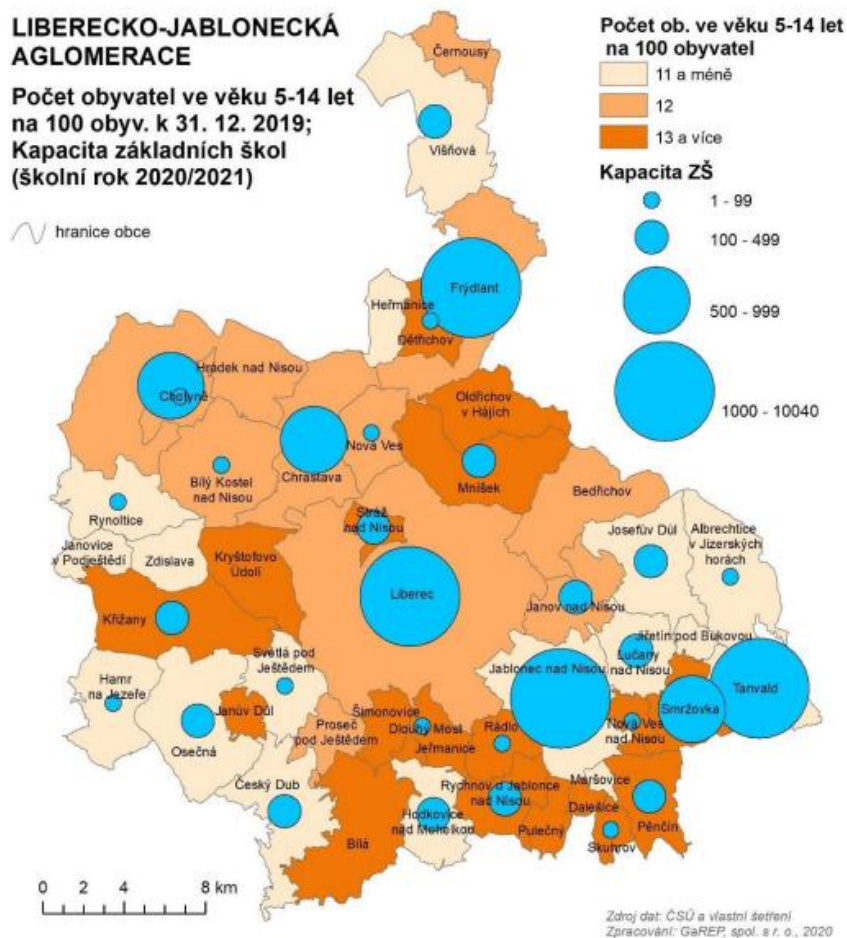 LIBERECKO-JABLONECKÁ
AGLOMERACE
Počet obyvatel ve věku 5-14 let
na 100 obyv. k 31. 12. 2019;
Kapacita základních škol
(školní rok 2020/2021)
hranice obce
Počet ob. ve věku 5-14 let
na 100 obyvatel
11 a méně
12
13 a více
Kapacita ZŠ
1 - 99
100 - 499
500 - 999
1000 - 10040
Černousy
Višňová
Frýdlant
Heřmanice
Dětřichov
Hrádek nad Nisou
Chotyně
Oldřichov
v Hájích
Nová Ves
Chrastava
Bílý Kostel
nad Nisou
Mníšek
Bedřichov
Rynoltice
Stráž
nad Nisou
Josefův Důl
Albrechtice
v Jizerských
horách
Janovice
v Podještědí
Zdislava
Kryštofovo
Údolí
Liberec
Janov nad Nisou
Křižany
Jiřetín pod Bukovou
Lučany
nad Nisou
Světlá pod
Ještědem
Jablonec nad Nisou
Hamr
na Jezeře
Tanvald
Smržovka
Janův Důl
Osečná
Proseč
pod Ještědem
Šimonovice
Dlouhý Most
Jeřmanice
Rádlo
Nová Ves
nad Nisou
Český Dub
Rychnov u Jablonce
nad Nisou
Maršovice
Hodkovice
nad Mohelkou
Dalešice
Pěnčín
Bílá
Pulečný
Skuhrov
0 2 4 8 km
Zdroj dat: ČSÚ a vlastní šetření
Zpracování: GaREP, spol. s r. o., 2020